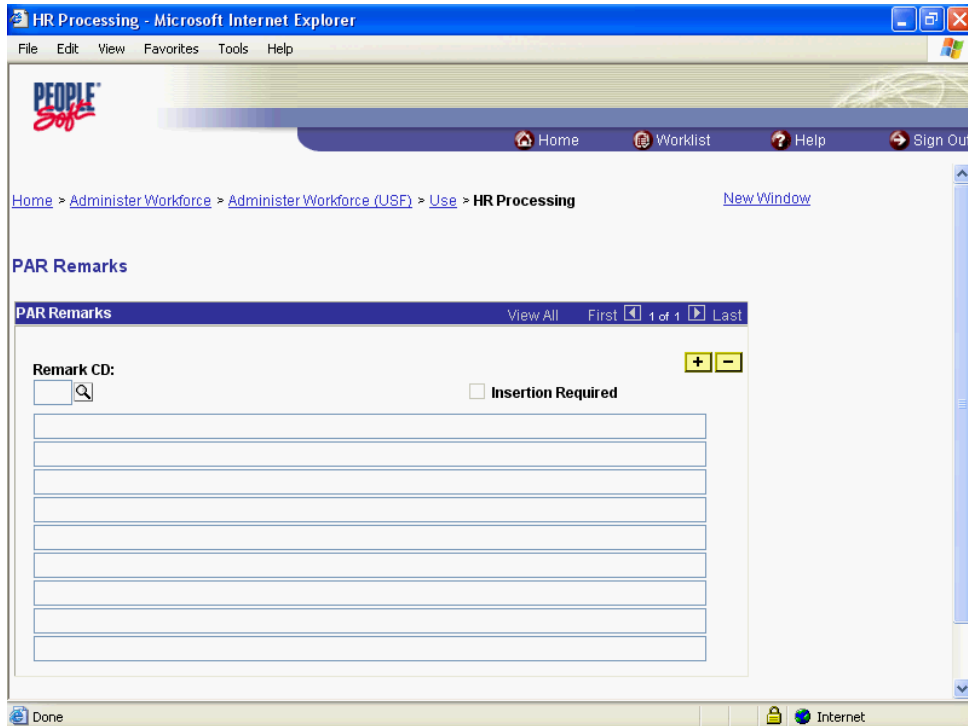 HR Processing - Microsoft Internet Explorer
File Edit View Favorites Tools Help
PEOPLE
Soft
Home Worklist Help Sign Out
Home > Administer Workforce > Administer Workforce (USF) > Use > HR Processing New Window
PAR Remarks
PAR Remarks View All First 1 of 1 Last
+ −
Remark CD:
Insertion Required
Done Internet